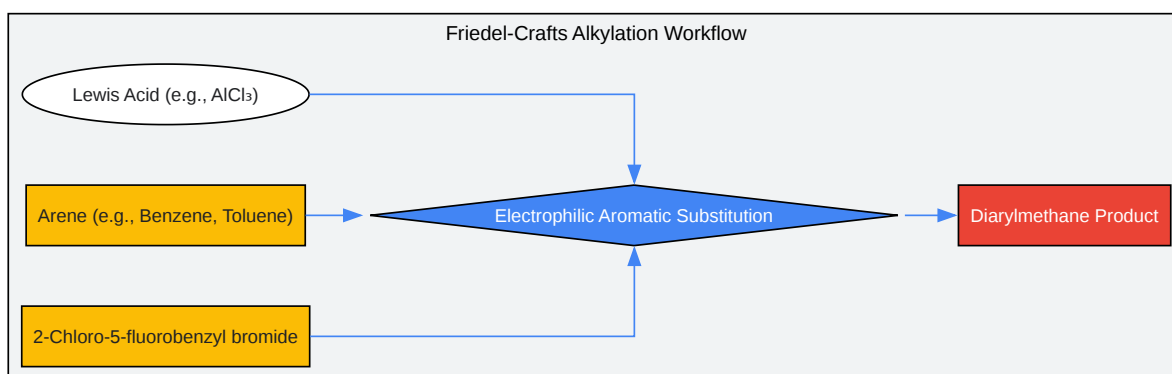 Friedel-Crafts Alkylation Workflow
Lewis Acid (e.g., AlCl₃)
Arene (e.g., Benzene, Toluene)
Electrophilic Aromatic Substitution
Diarylmethane Product
2-Chloro-5-fluorobenzyl bromide